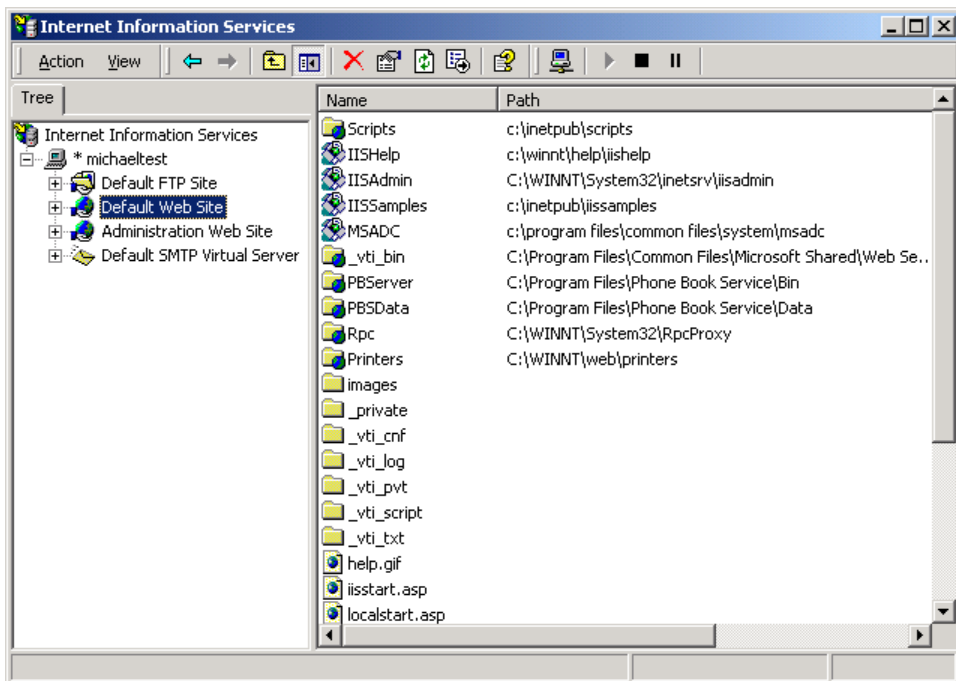 Internet Information Services
Action View
Tree
Internet Information Services
* michaeltest
Default FTP Site
Default Web Site
Administration Web Site
Default SMTP Virtual Server
Name Path
Scripts c:\inetpub\scripts
IISHelp c:\winnt\help\iishelp
IISAdmin C:\WINNT\System32\inetsrv\iisadmin
IISSamples c:\inetpub\iissamples
MSADC c:\program files\common files\system\msadc
_vti_bin C:\Program Files\Common Files\Microsoft Shared\Web Se..
PBServer C:\Program Files\Phone Book Service\Bin
PBSData C:\Program Files\Phone Book Service\Data
Rpc C:\WINNT\System32\RpcProxy
Printers C:\WINNT\web\printers
images
_private
_vti_cnf
_vti_log
_vti_pvt
_vti_script
_vti_txt
help.gif
iisstart.asp
localstart.asp